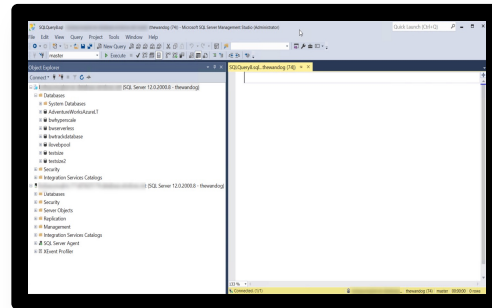 SQLQuery8.sql thewandog (74)) - Microsoft SQL Server Management Studio (Administrator)
Quick Launch (Ctrl+Q)
File Edit View Query Project Tools Window Help
New Query
master
Execute
Object Explorer
SQLQuery8.sql...thewandog (74))
Connect
(SQL Server 12.0.2000.8 - thewandog)
Databases
System Databases
AdventureWorksAzureLT
bwhyperscale
bwserverless
bwtrackdatabase
ilovebpool
testsize
testsize2
Security
Integration Services Catalogs
(SQL Server 12.0.2000.8 - thewandog)
Databases
Security
Server Objects
Replication
Management
Integration Services Catalogs
SQL Server Agent
XEvent Profiler
Connected. (1/1)
thewandog (74) master 00:00:00 0 rows